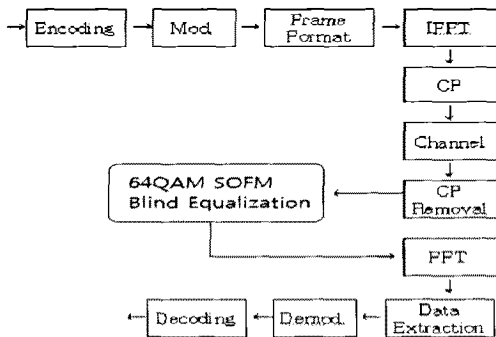 Encoding
Mod.
Frame
Format
IFFT
CP
Channel
64QAM SOFM
Blind Equalization
CP
Removal
FFT
Data
Extraction
Demod.
Decoding